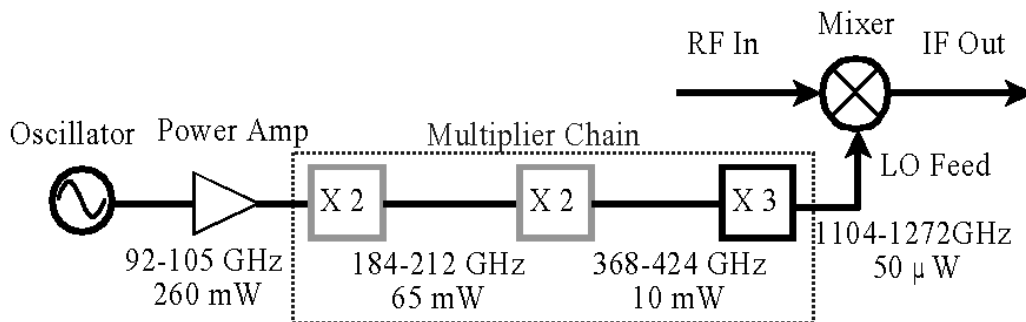 Mixer
RF In
IF Out
Oscillator
Power Amp
Multiplier Chain
LO Feed
X 2
X 2
X 3
92-105 GHz
260 mW
184-212 GHz
65 mW
368-424 GHz
10 mW
1104-1272GHz
50 μ W